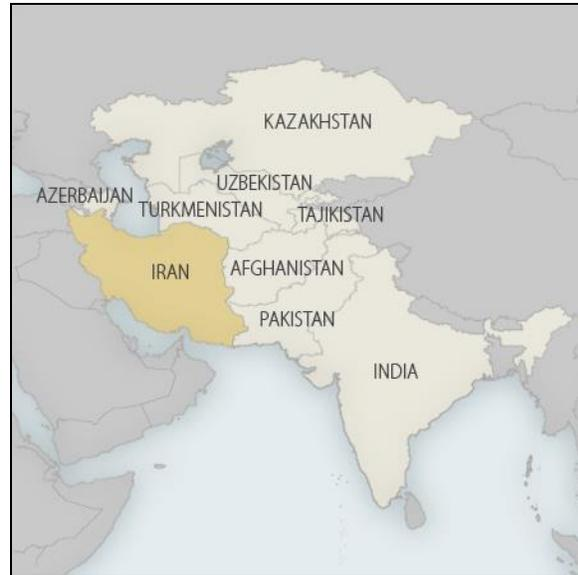 KAZAKHSTAN
UZBEKISTAN
AZERBAIJAN
TURKMENISTAN
TAJIKISTAN
IRAN
AFGHANISTAN
PAKISTAN
INDIA